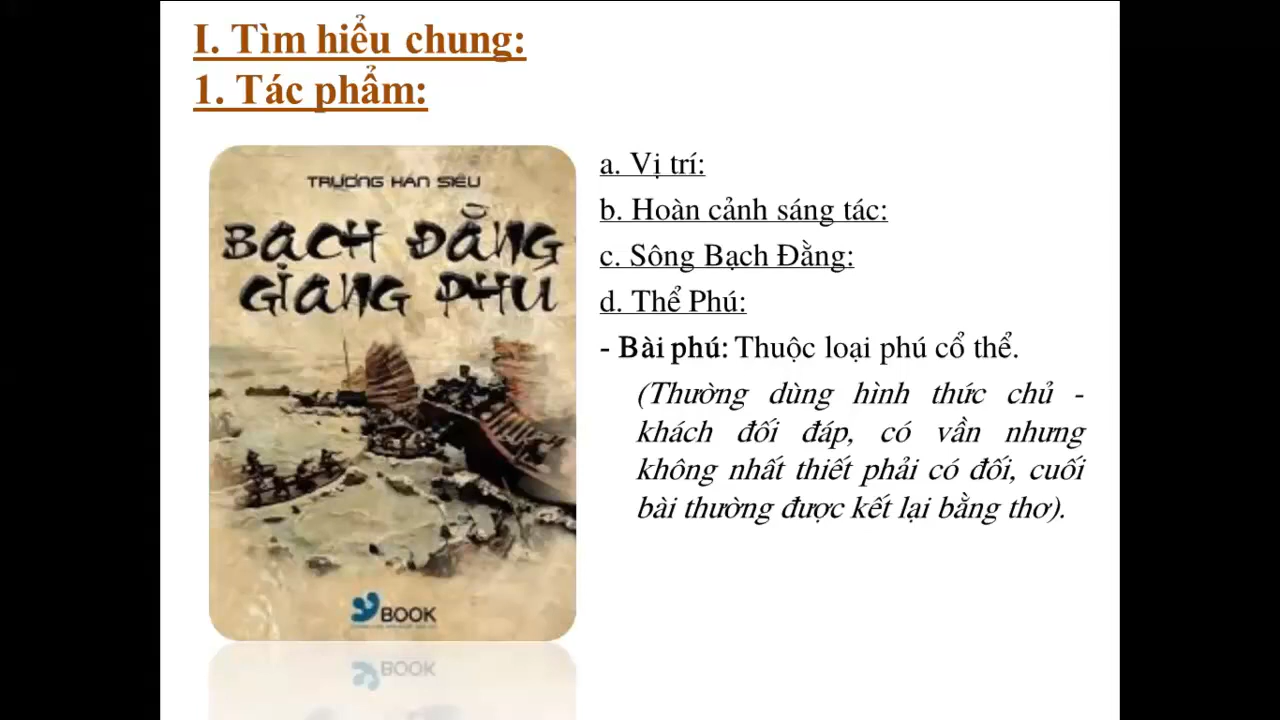 I. Tìm hiểu chung:
1. Tác phẩm:
TRƯƠNG HÁN SIÊU
BẠCH ĐẰNG
GIANG PHÚ
BOOK
BOOK
a. Vị trí:
b. Hoàn cảnh sáng tác:
c. Sông Bạch Đằng:
d. Thể Phú:
- Bài phú: Thuộc loại phú cổ thể.
(Thường dùng hình thức chủ -
khách đối đáp, có vần nhưng
không nhất thiết phải có đối, cuối
bài thường được kết lại bằng thơ).